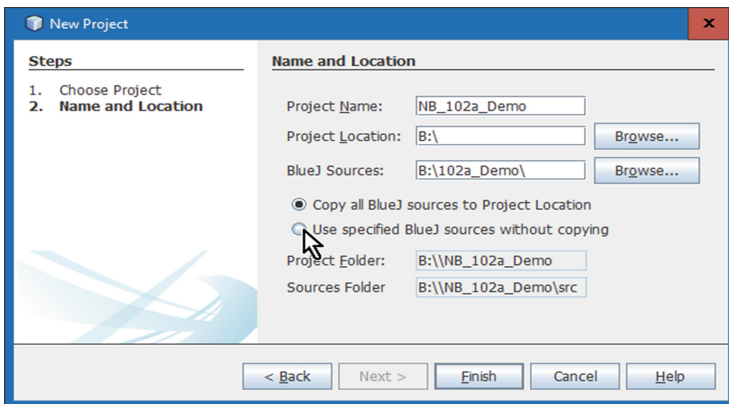 New Project
x
Steps
1. Choose Project
2. Name and Location
Name and Location
Project Name: NB_102a_Demo
Project Location: B:\ Browse...
BlueJ Sources: B:\102a_Demo\ Browse...
Copy all BlueJ sources to Project Location
Use specified BlueJ sources without copying
Project Folder: B:\\NB_102a_Demo
Sources Folder B:\\NB_102a_Demo\src
< Back Next > Finish Cancel Help